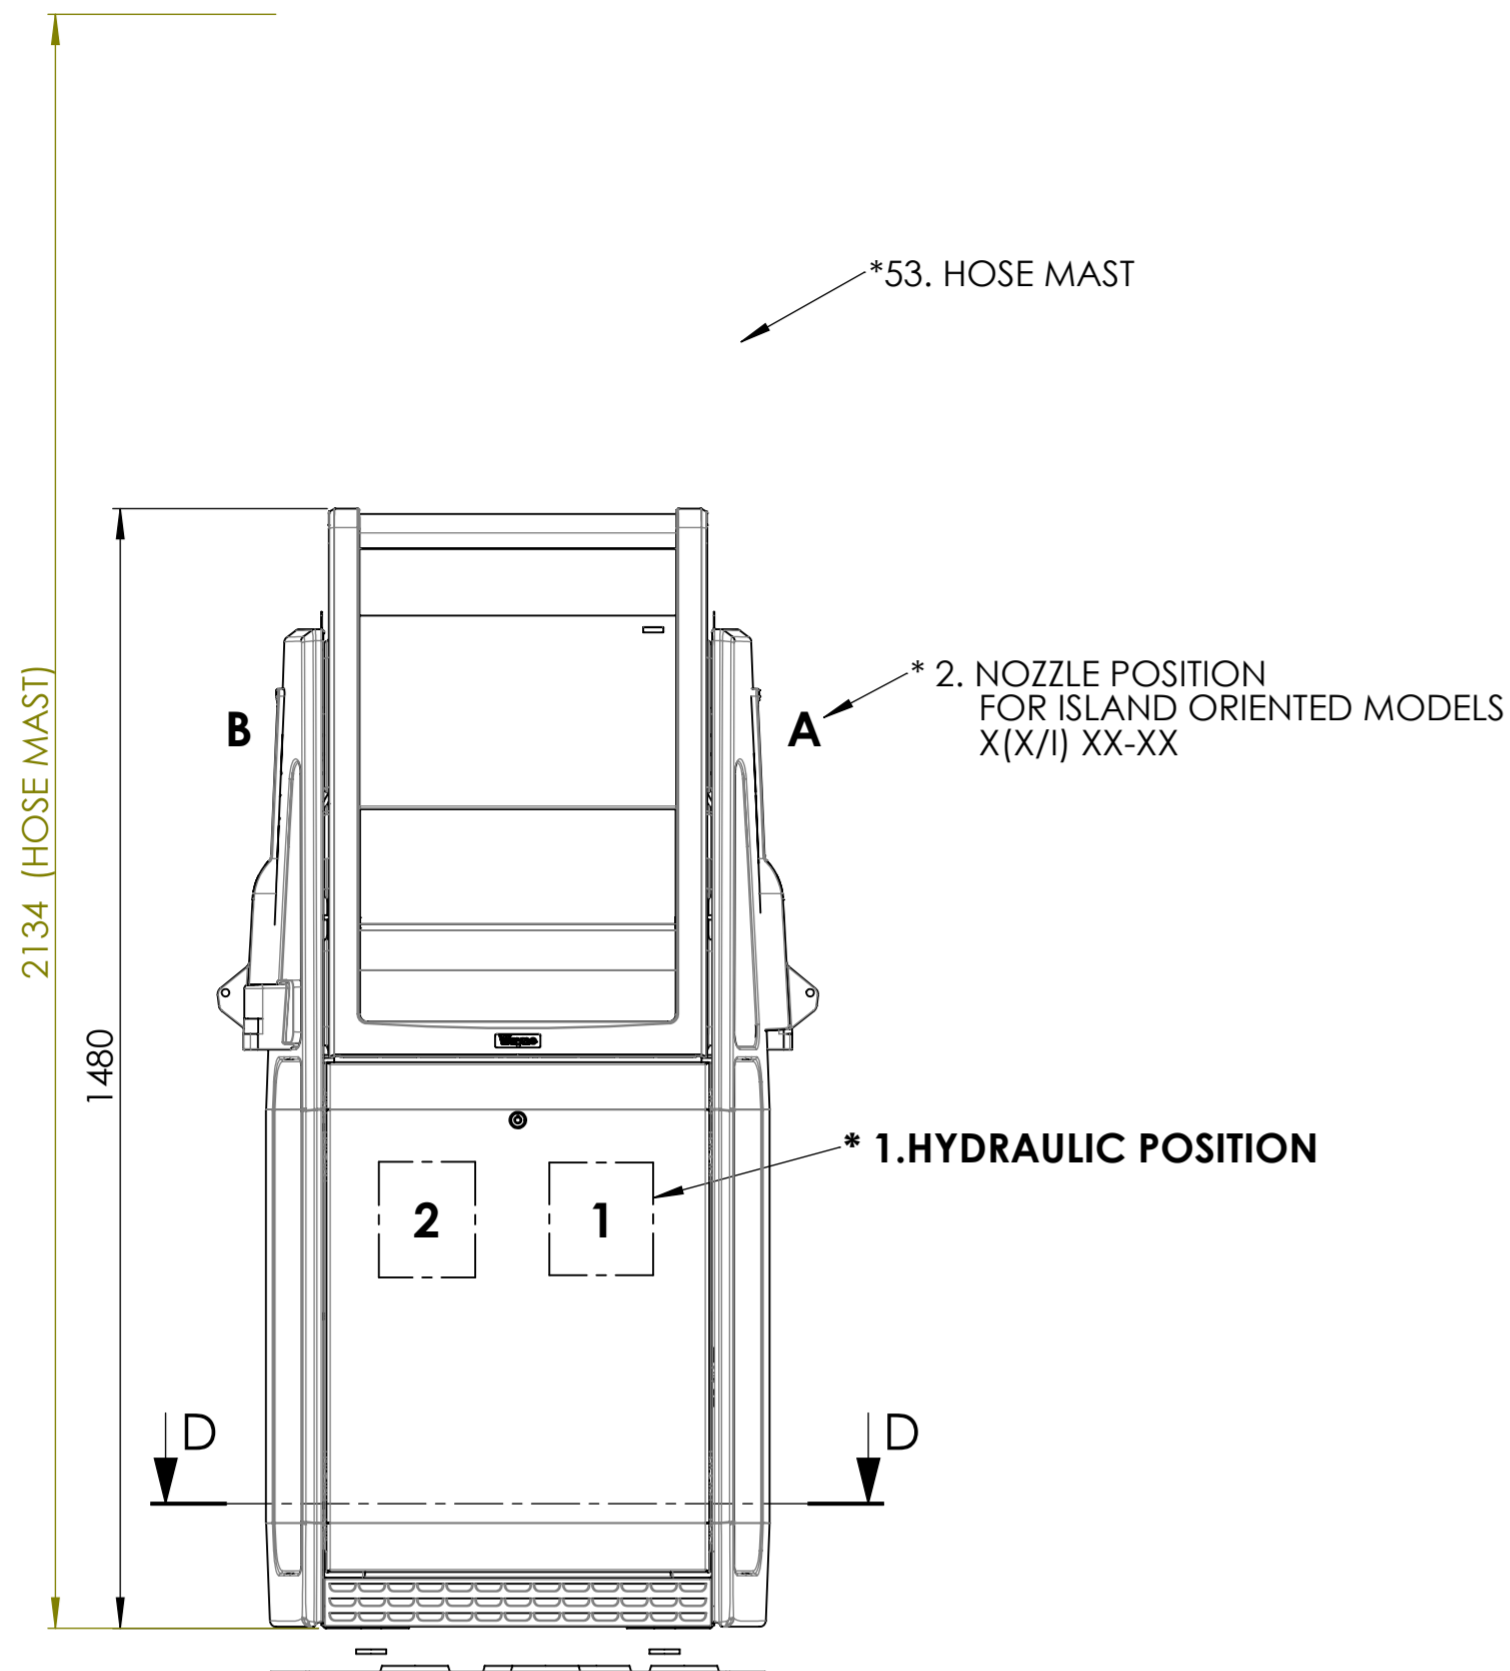 *53. HOSE MAST
* 2. NOZZLE POSITION
FOR ISLAND ORIENTED MODELS
X(X/I) XX-XX
B
A
2134 (HOSE MAST)
1480
Wayne
* 1.HYDRAULIC POSITION
2
1
D
D